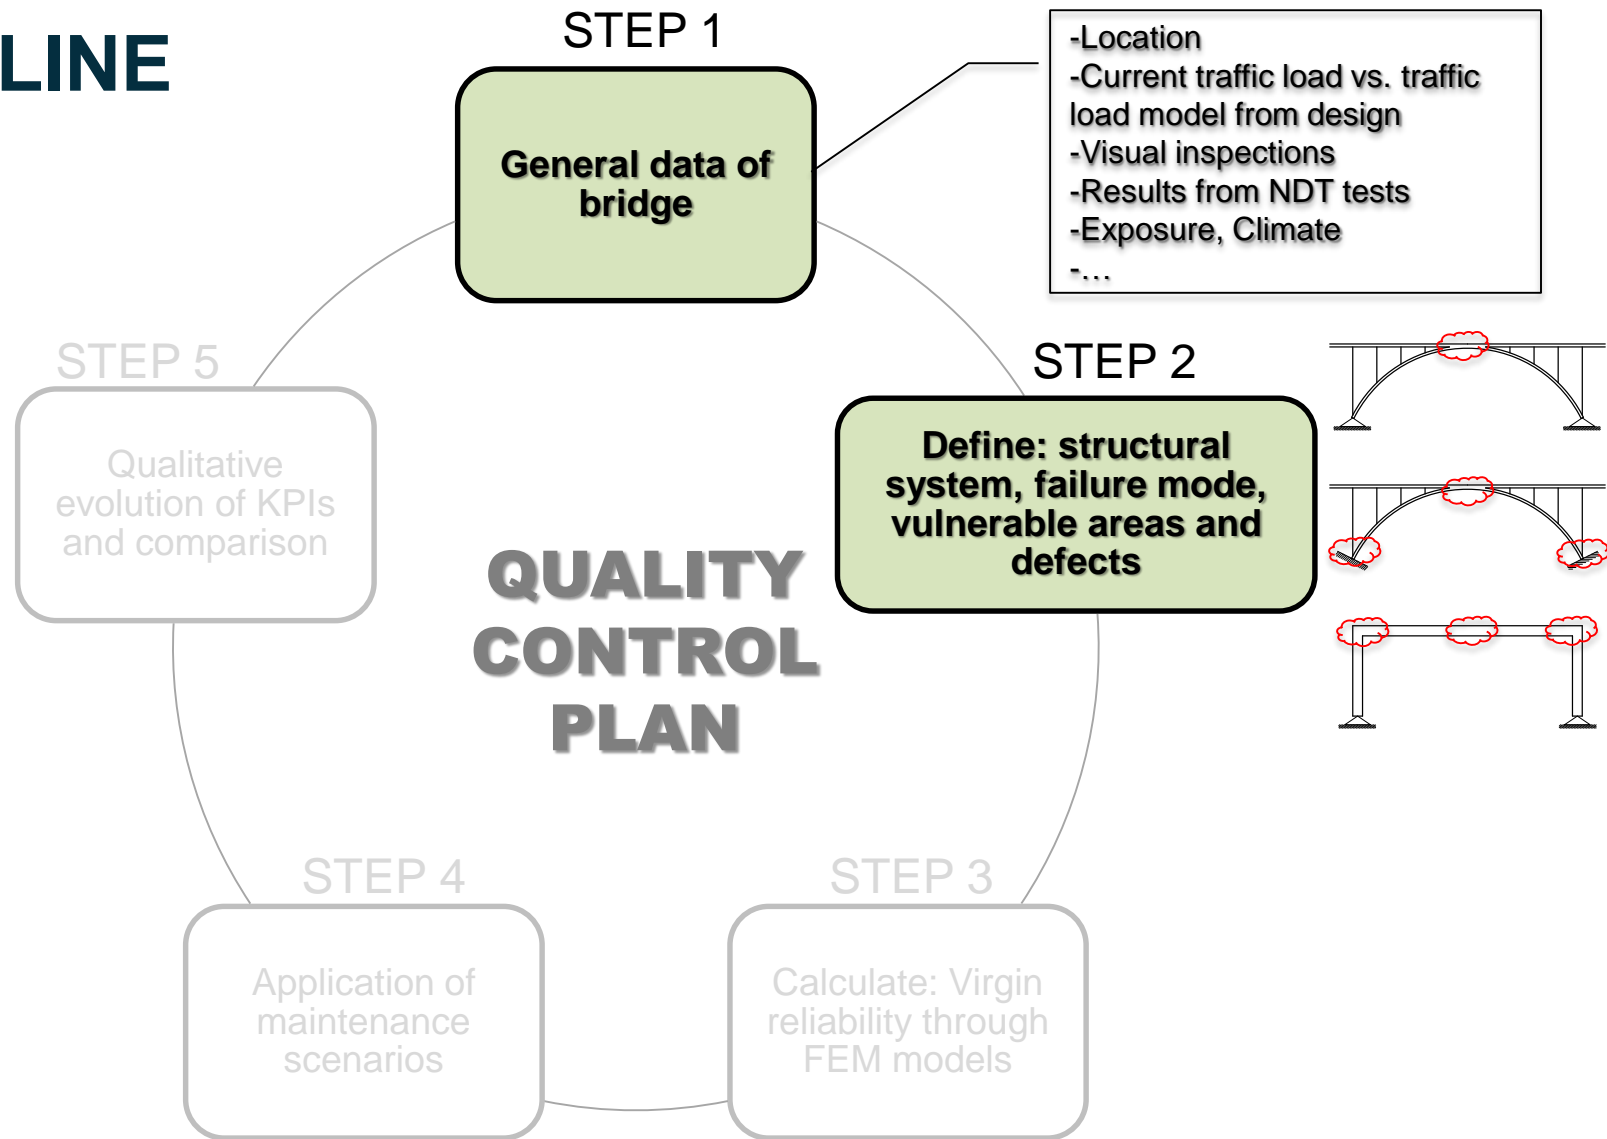 LINE
STEP 1
General data of
bridge
-Location
-Current traffic load vs. traffic
load model from design
-Visual inspections
-Results from NDT tests
-Exposure, Climate
-...
STEP 2
Define: structural
system, failure mode,
vulnerable areas and
defects
STEP 5
Qualitative
evolution of KPIs
and comparison
QUALITY
CONTROL
PLAN
STEP 4
Application of
maintenance
scenarios
STEP 3
Calculate: Virgin
reliability through
FEM models